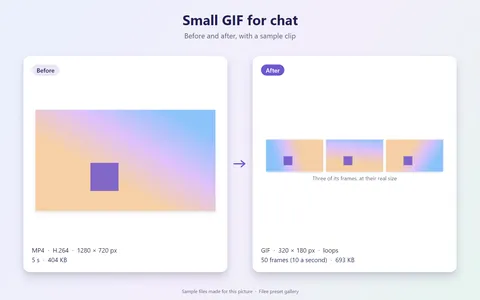 Small GIF for chat
Before and after, with a sample clip
Before
After
Three of its frames, at their real size
MP4 · H.264 · 1280 × 720 px
5 s · 404 KB
GIF · 320 × 180 px · loops
50 frames (10 a second) · 693 KB
Sample files made for this picture · Filee preset gallery